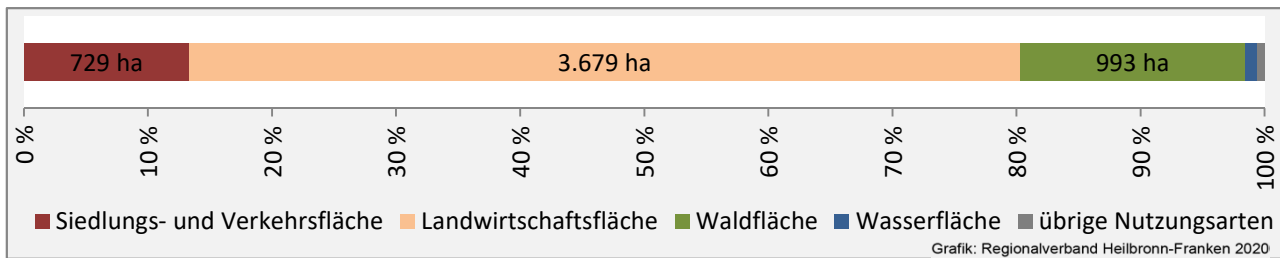 729 ha 3.679 ha 993 ha
0 % 10 % 20 % 30 % 40 % 50 % 60 % 70 % 80 % 90 % 100 %
Siedlungs- und Verkehrsfläche Landwirtschaftsfläche Waldfläche Wasserfläche übrige Nutzungsarten
Grafik: Regionalverband Heilbronn-Franken 2020